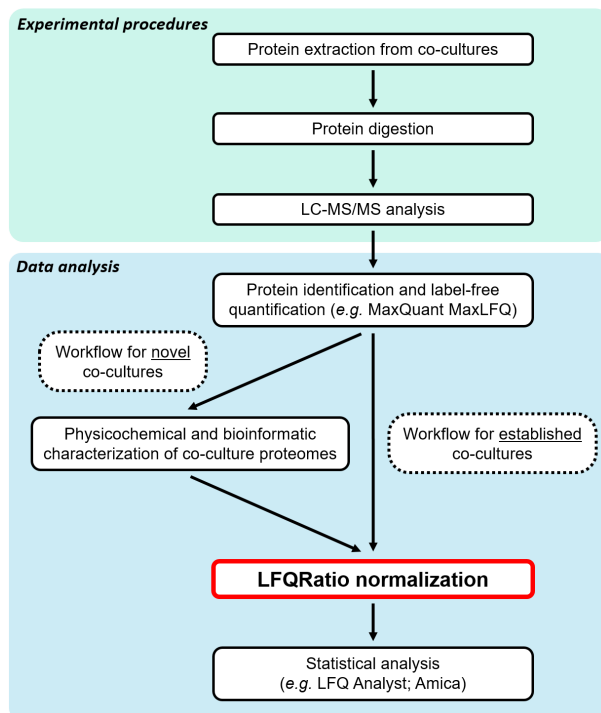 Experimental procedures
Protein extraction from co-cultures
Protein digestion
LC-MS/MS analysis
Data analysis
Protein identification and label-free
quantification (e.g. MaxQuant MaxLFQ)
Workflow for novel
co-cultures
Physicochemical and bioinformatic
characterization of co-culture proteomes
Workflow for established
co-cultures
LFQRatio normalization
Statistical analysis
(e.g. LFQ Analyst; Amica)